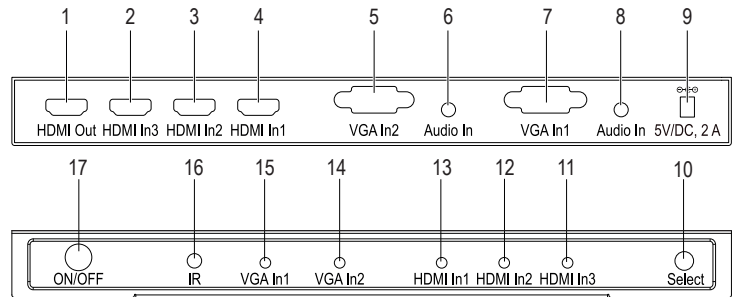 1 2 3 4 5 6 7 8 9
HDMI Out HDMI In3 HDMI In2 HDMI In1 VGA In2 Audio In VGA In1 Audio In 5V/DC, 2 A
17 16 15 14 13 12 11 10
ON/OFF IR VGA In1 VGA In2 HDMI In1 HDMI In2 HDMI In3 Select